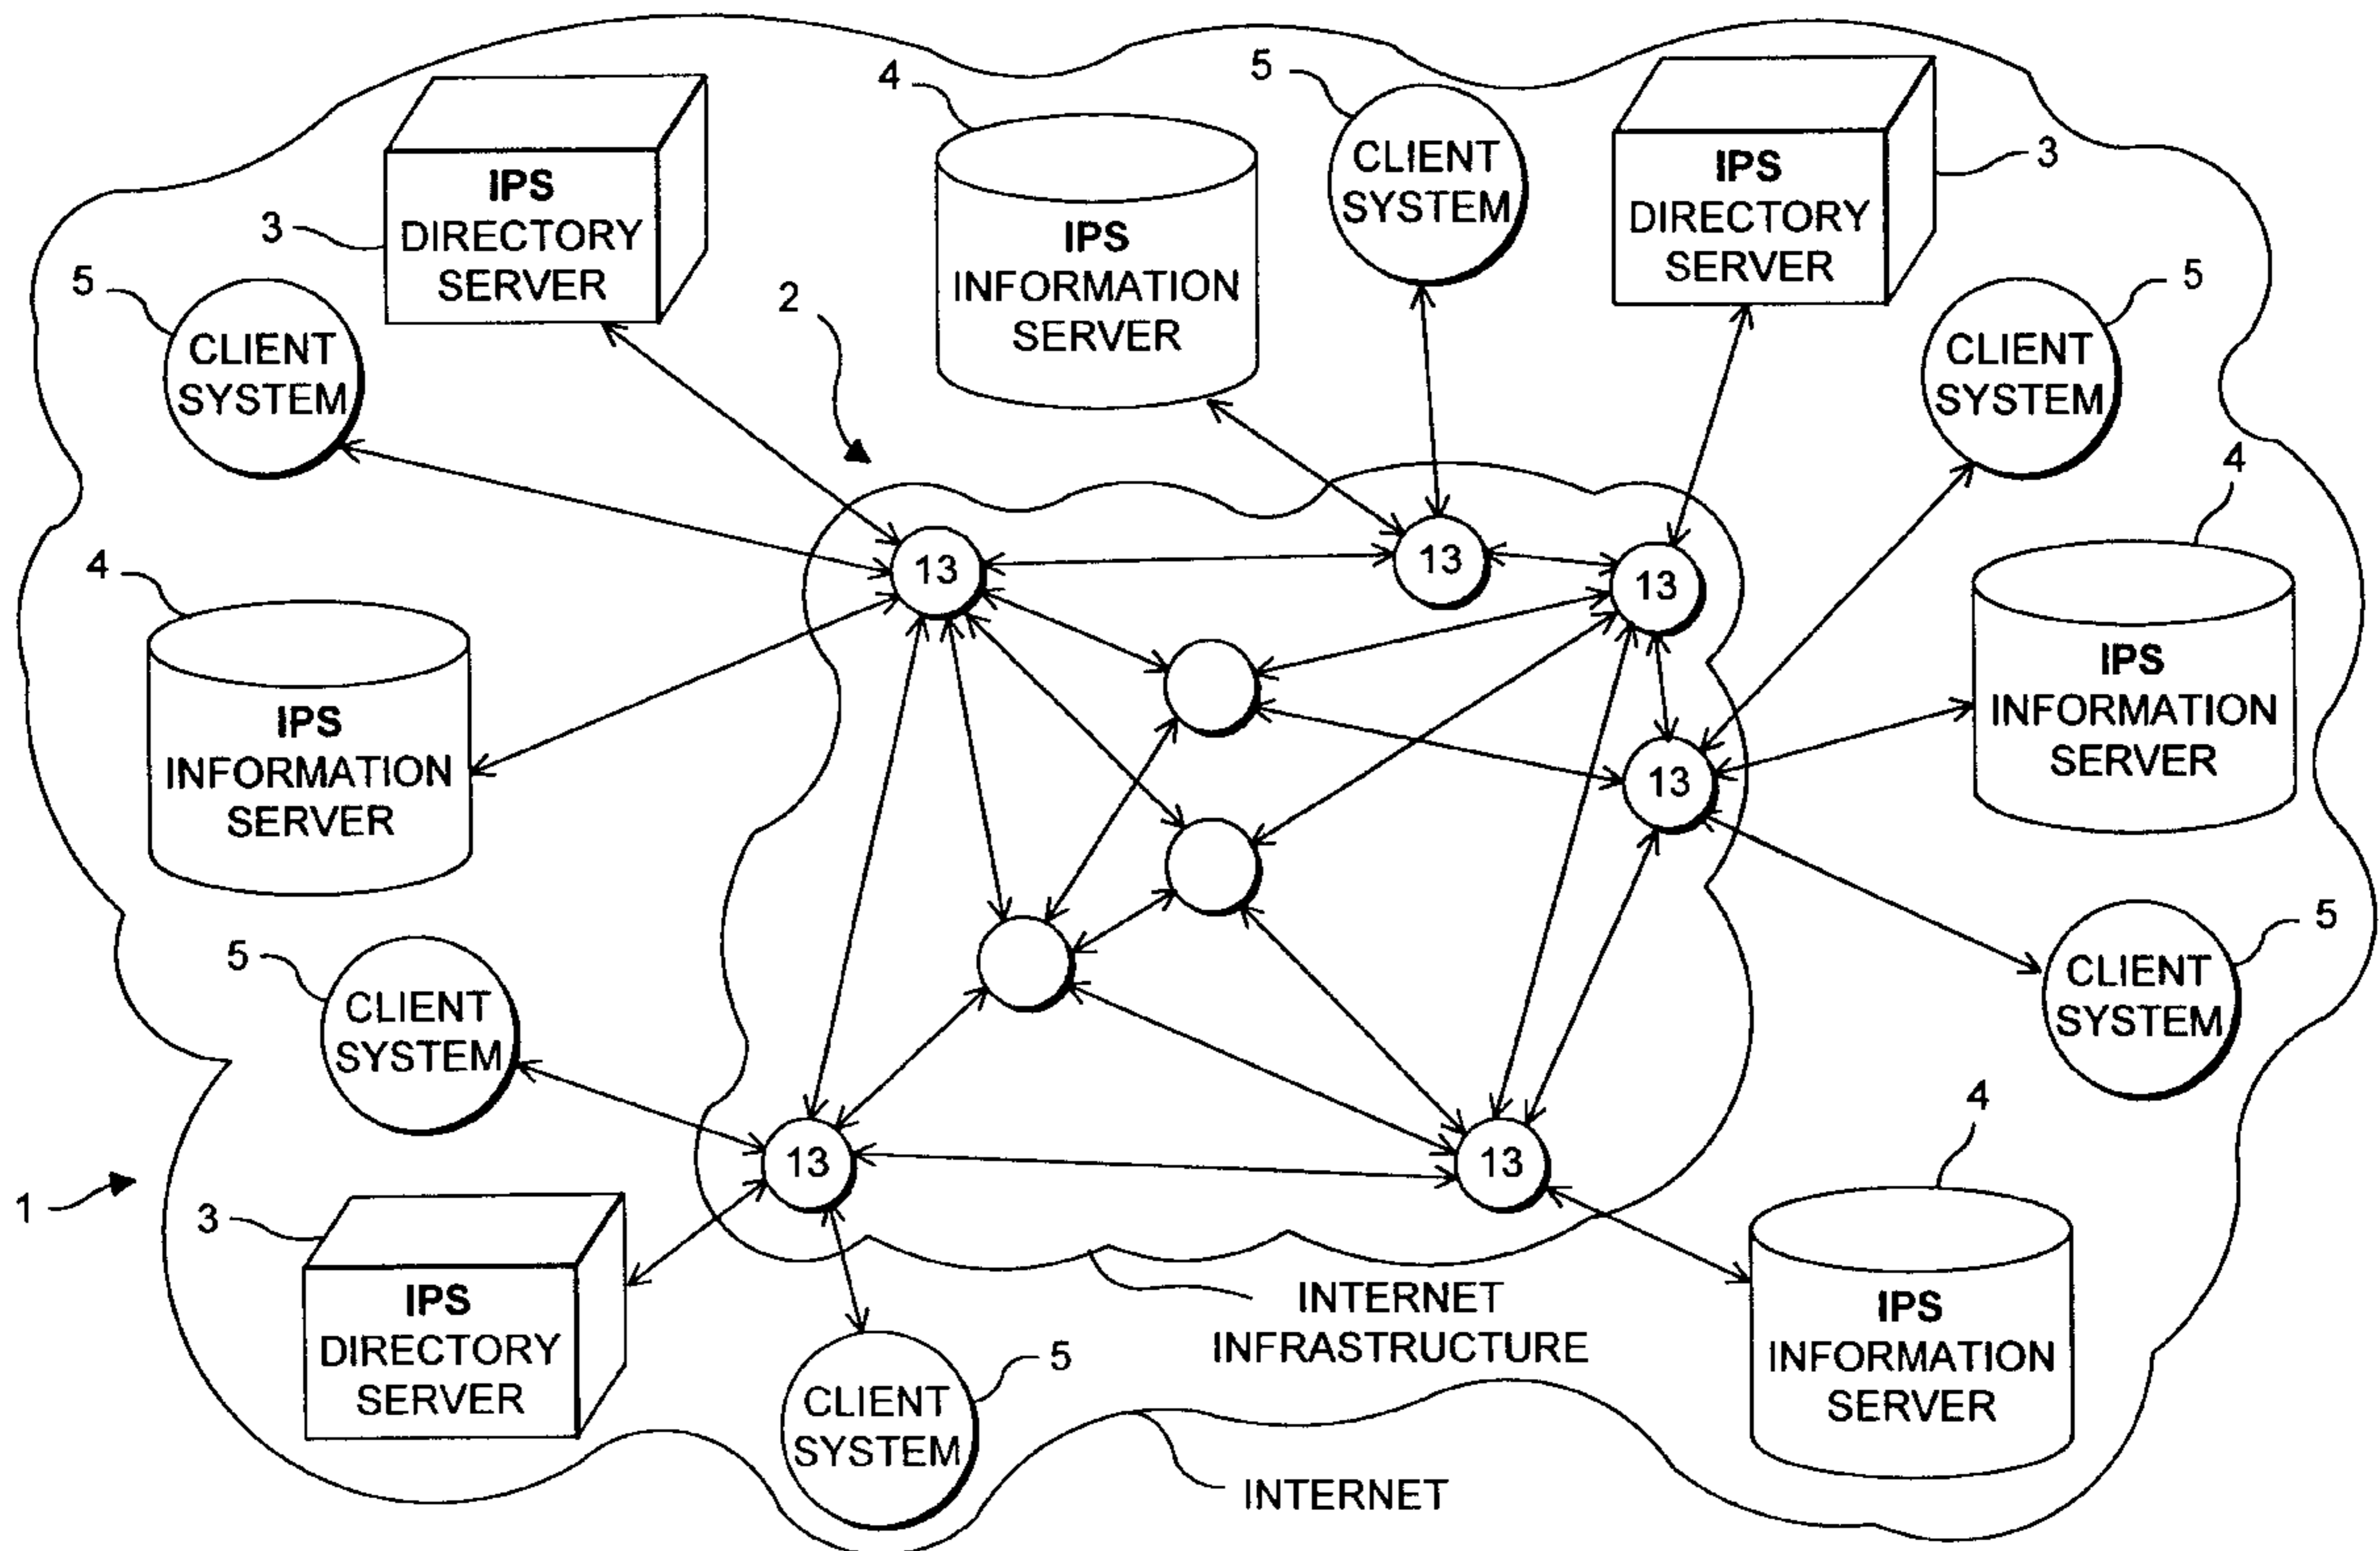 4
5
3
IPS
DIRECTORY
SERVER
IPS
INFORMATION
SERVER
5
CLIENT
SYSTEM
IPS
DIRECTORY
SERVER
3
5
CLIENT
SYSTEM
2
5
CLIENT
SYSTEM
4
13
13
13
4
IPS
INFORMATION
SERVER
13
IPS
INFORMATION
SERVER
5
CLIENT
SYSTEM
5
CLIENT
SYSTEM
13
13
4
1
3
IPS
DIRECTORY
SERVER
INTERNET
INFRASTRUCTURE
IPS
INFORMATION
SERVER
5
CLIENT
SYSTEM
INTERNET